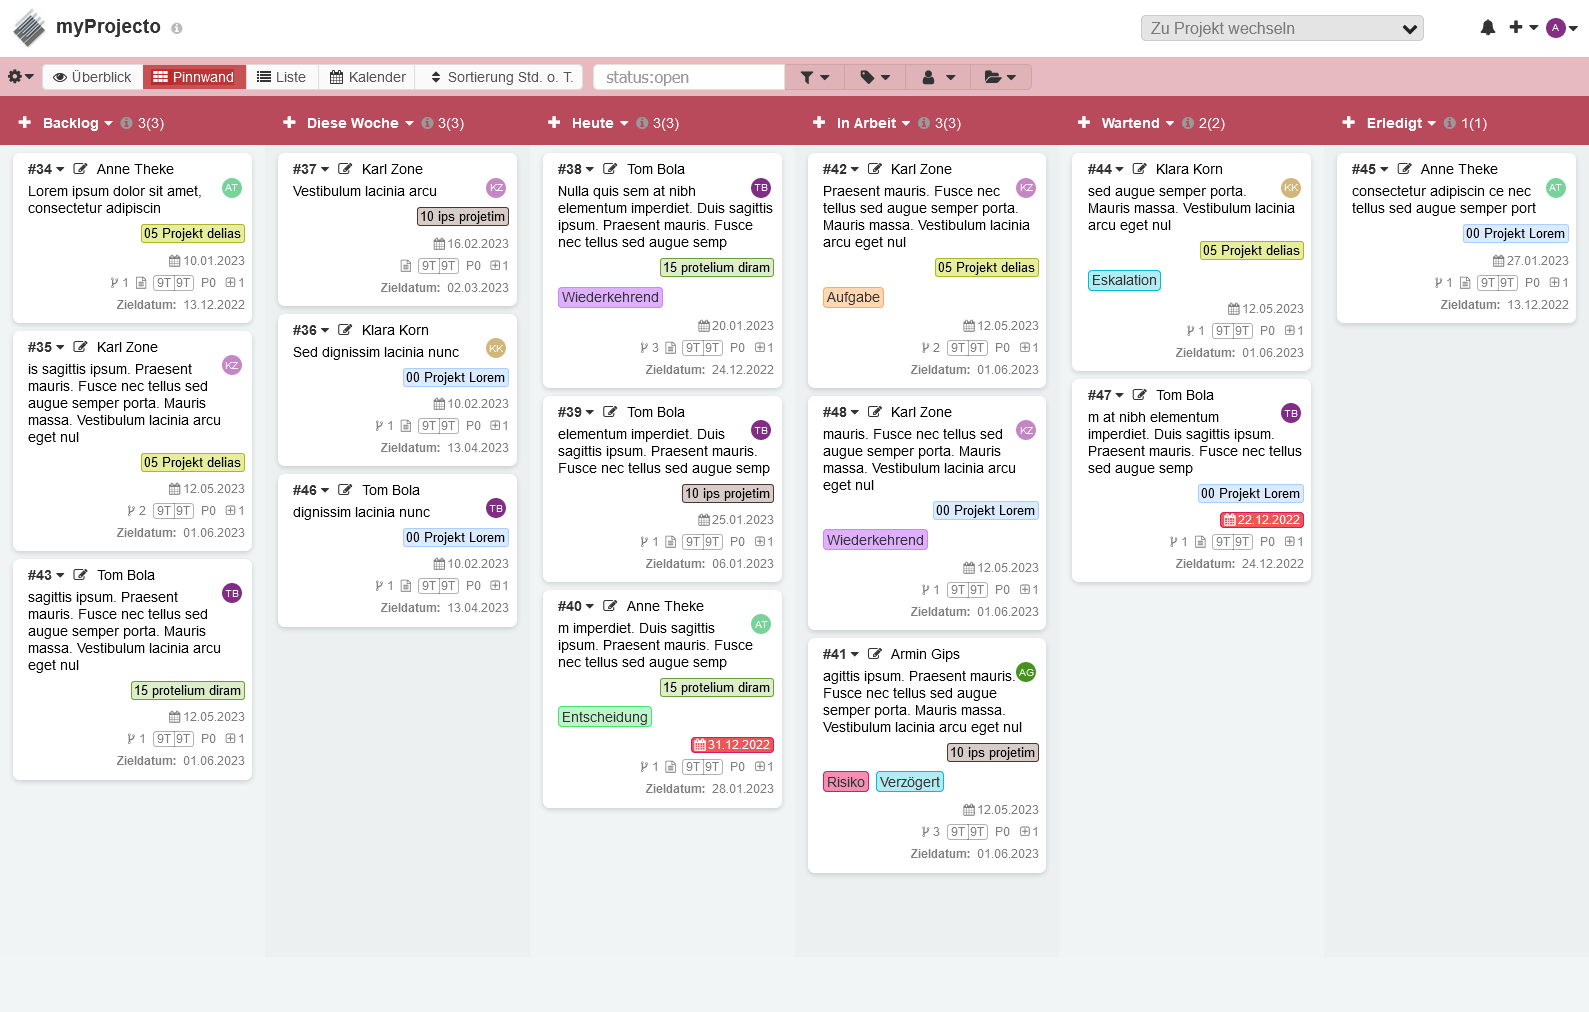 myProjecto
Zu Projekt wechseln
A
Überblick
Pinnwand
Liste
Kalender
Sortierung Std. o. T.
status:open
Backlog 3(3)
Diese Woche 3(3)
Heute 3(3)
In Arbeit 3(3)
Wartend 2(2)
Erledigt 1(1)
#34 Anne Theke
Lorem ipsum dolor sit amet,
consectetur adipiscin
AT
05 Projekt delias
10.01.2023
1 9T 9T P0 1
Zieldatum: 13.12.2022
#35 Karl Zone
is sagittis ipsum. Praesent
mauris. Fusce nec tellus sed
augue semper porta. Mauris
massa. Vestibulum lacinia arcu
eget nul
KZ
05 Projekt delias
12.05.2023
2 9T 9T P0 1
Zieldatum: 01.06.2023
#43 Tom Bola
sagittis ipsum. Praesent
mauris. Fusce nec tellus sed
augue semper porta. Mauris
massa. Vestibulum lacinia arcu
eget nul
TB
15 protelium diram
12.05.2023
1 9T 9T P0 1
Zieldatum: 01.06.2023
#37 Karl Zone
Vestibulum lacinia arcu
KZ
10 ips projetim
16.02.2023
9T 9T P0 1
Zieldatum: 02.03.2023
#36 Klara Korn
Sed dignissim lacinia nunc
KK
00 Projekt Lorem
10.02.2023
1 9T 9T P0 1
Zieldatum: 13.04.2023
#46 Tom Bola
dignissim lacinia nunc
TB
00 Projekt Lorem
10.02.2023
1 9T 9T P0 1
Zieldatum: 13.04.2023
#38 Tom Bola
Nulla quis sem at nibh
elementum imperdiet. Duis sagittis
ipsum. Praesent mauris. Fusce
nec tellus sed augue semp
TB
15 protelium diram
Wiederkehrend
20.01.2023
3 9T 9T P0 1
Zieldatum: 24.12.2022
#39 Tom Bola
elementum imperdiet. Duis
sagittis ipsum. Praesent mauris.
Fusce nec tellus sed augue semp
TB
10 ips projetim
25.01.2023
1 9T 9T P0 1
Zieldatum: 06.01.2023
#40 Anne Theke
m imperdiet. Duis sagittis
ipsum. Praesent mauris. Fusce
nec tellus sed augue semp
AT
15 protelium diram
Entscheidung
31.12.2022
1 9T 9T P0 1
Zieldatum: 28.01.2023
#42 Karl Zone
Praesent mauris. Fusce nec
tellus sed augue semper porta.
Mauris massa. Vestibulum lacinia
arcu eget nul
KZ
05 Projekt delias
Aufgabe
12.05.2023
2 9T 9T P0 1
Zieldatum: 01.06.2023
#48 Karl Zone
mauris. Fusce nec tellus sed
augue semper porta. Mauris
massa. Vestibulum lacinia arcu
eget nul
KZ
00 Projekt Lorem
Wiederkehrend
12.05.2023
1 9T 9T P0 1
Zieldatum: 01.06.2023
#41 Armin Gips
agittis ipsum. Praesent mauris.
Fusce nec tellus sed augue
semper porta. Mauris massa.
Vestibulum lacinia arcu eget nul
AG
10 ips projetim
Risiko Verzögert
12.05.2023
3 9T 9T P0 1
Zieldatum: 01.06.2023
#44 Klara Korn
sed augue semper porta.
Mauris massa. Vestibulum lacinia
arcu eget nul
KK
05 Projekt delias
Eskalation
12.05.2023
1 9T 9T P0 1
Zieldatum: 01.06.2023
#47 Tom Bola
m at nibh elementum
imperdiet. Duis sagittis ipsum.
Praesent mauris. Fusce nec tellus
sed augue semp
TB
00 Projekt Lorem
22.12.2022
1 9T 9T P0 1
Zieldatum: 24.12.2022
#45 Anne Theke
consectetur adipiscin ce nec
tellus sed augue semper port
AT
00 Projekt Lorem
27.01.2023
1 9T 9T P0 1
Zieldatum: 13.12.2022